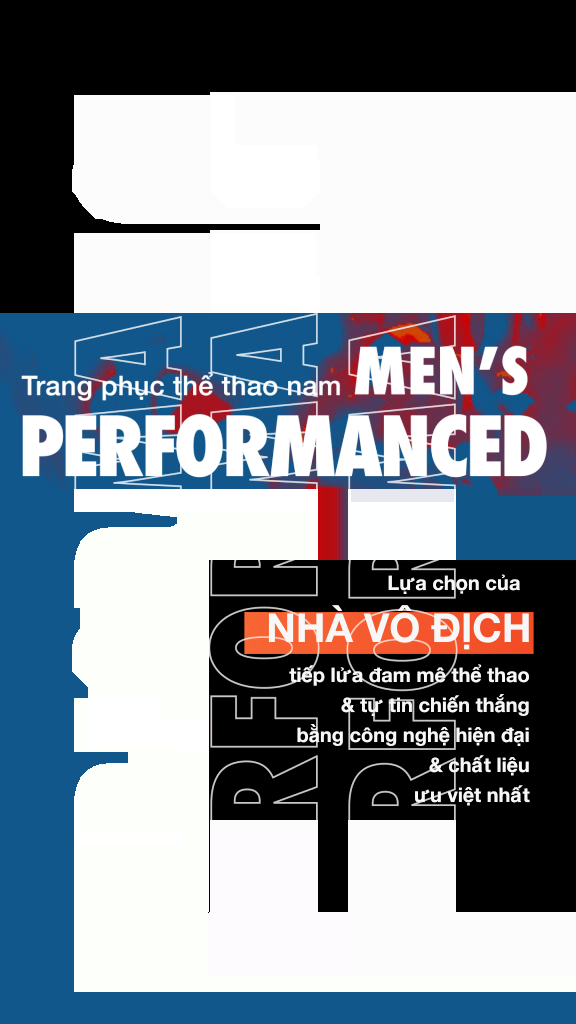 Trang phục thể thao nam MEN'S
PERFORMANCED
Lựa chọn của
NHÀ VÔ ĐỊCH
tiếp lửa đam mê thể thao
& tự tin chiến thắng
bằng công nghệ hiện đại
& chất liệu
ưu việt nhất